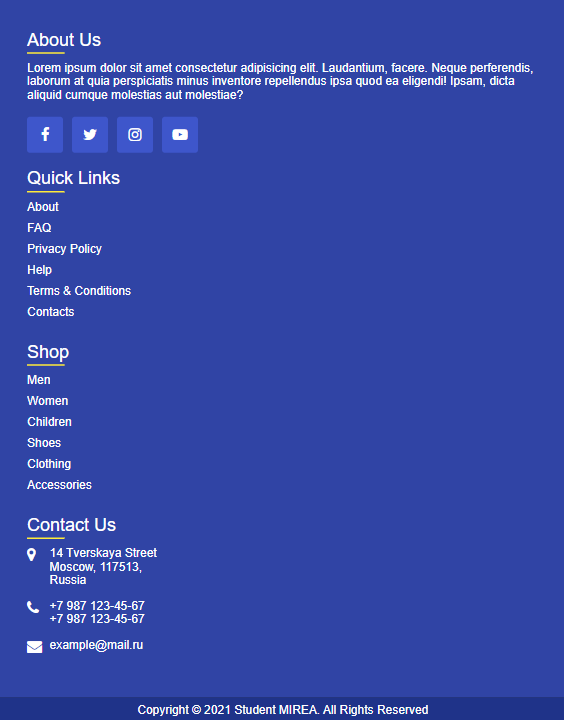 About Us
Lorem ipsum dolor sit amet consectetur adipisicing elit. Laudantium, facere. Neque perferendis,
laborum at quia perspiciatis minus inventore repellendus ipsa quod ea eligendi! Ipsam, dicta
aliquid cumque molestias aut molestiae?
Quick Links
About
FAQ
Privacy Policy
Help
Terms & Conditions
Contacts
Shop
Men
Women
Children
Shoes
Clothing
Accessories
Contact Us
14 Tverskaya Street
Moscow, 117513,
Russia
+7 987 123-45-67
+7 987 123-45-67
example@mail.ru
Copyright © 2021 Student MIREA. All Rights Reserved